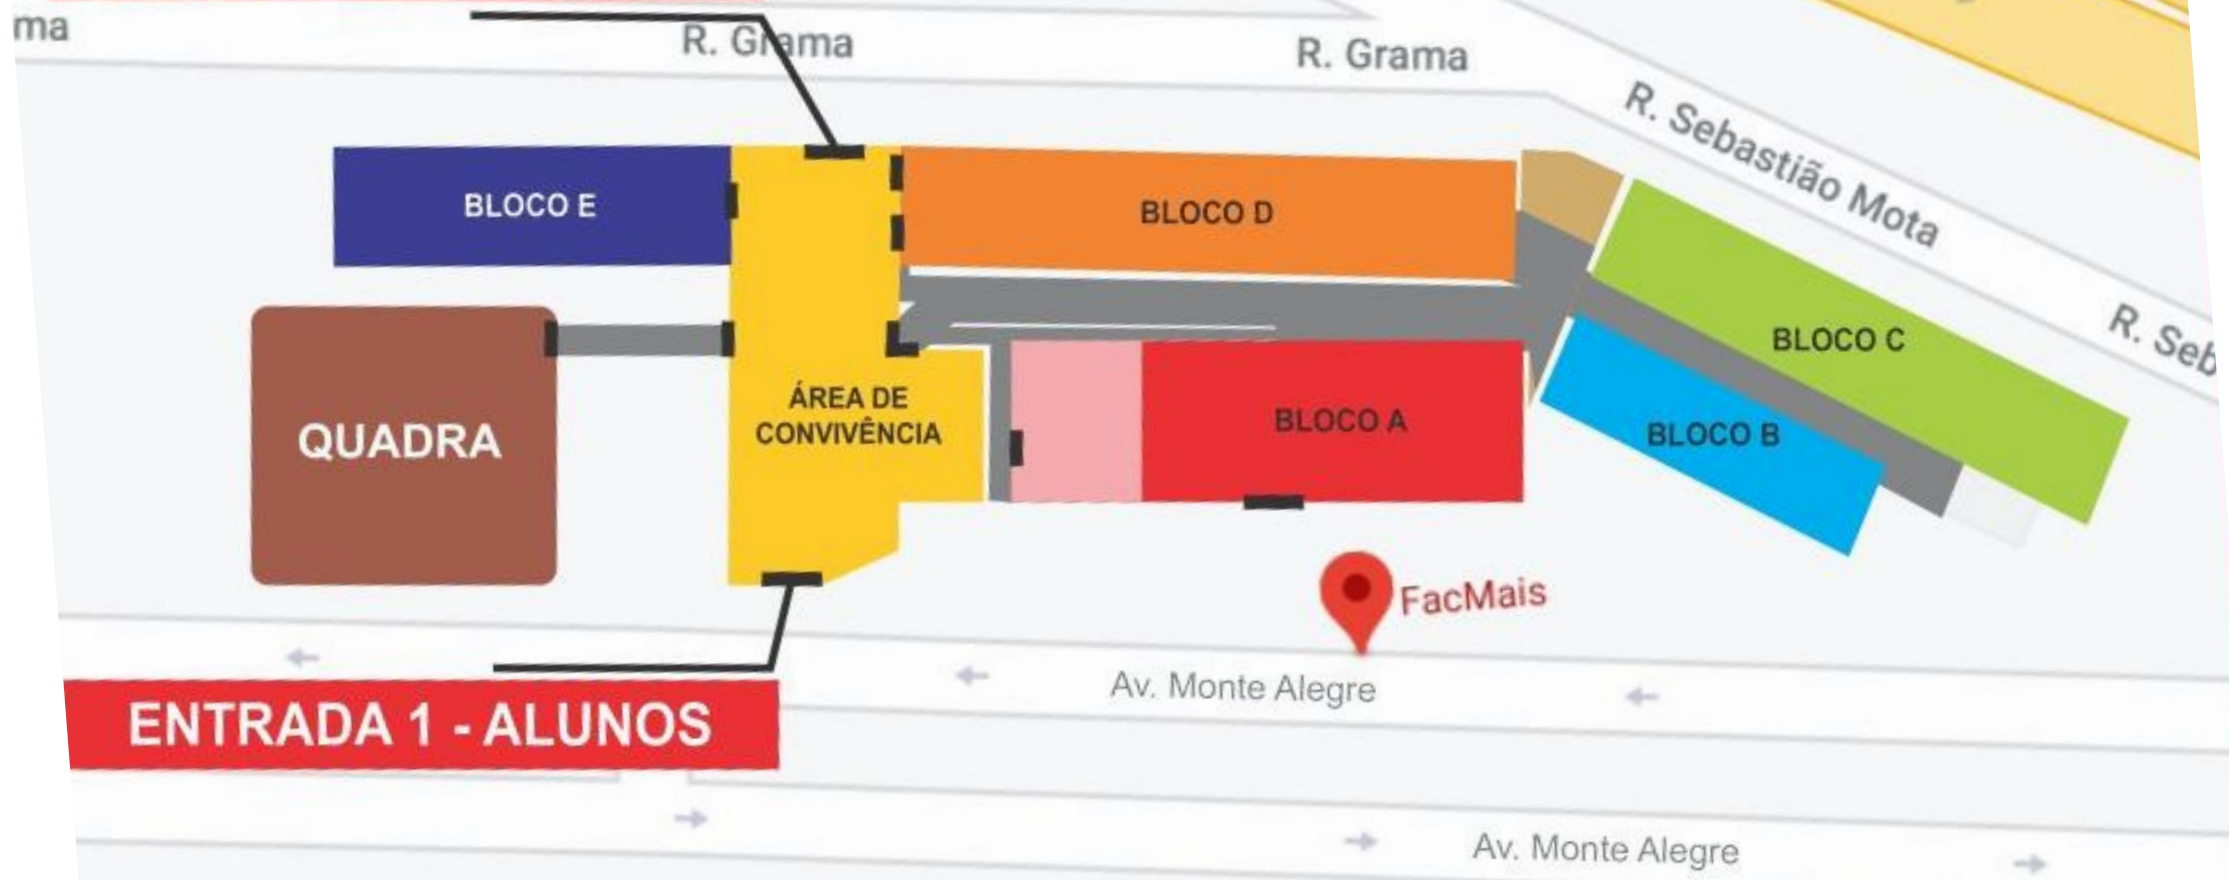 ma
R. Grama
R. Grama
R. Sebastião Mota
R. Seb
BLOCO E
BLOCO D
BLOCO C
BLOCO B
BLOCO A
ÁREA DE
CONVIVÊNCIA
QUADRA
FacMais
Av. Monte Alegre
ENTRADA 1 - ALUNOS
Av. Monte Alegre